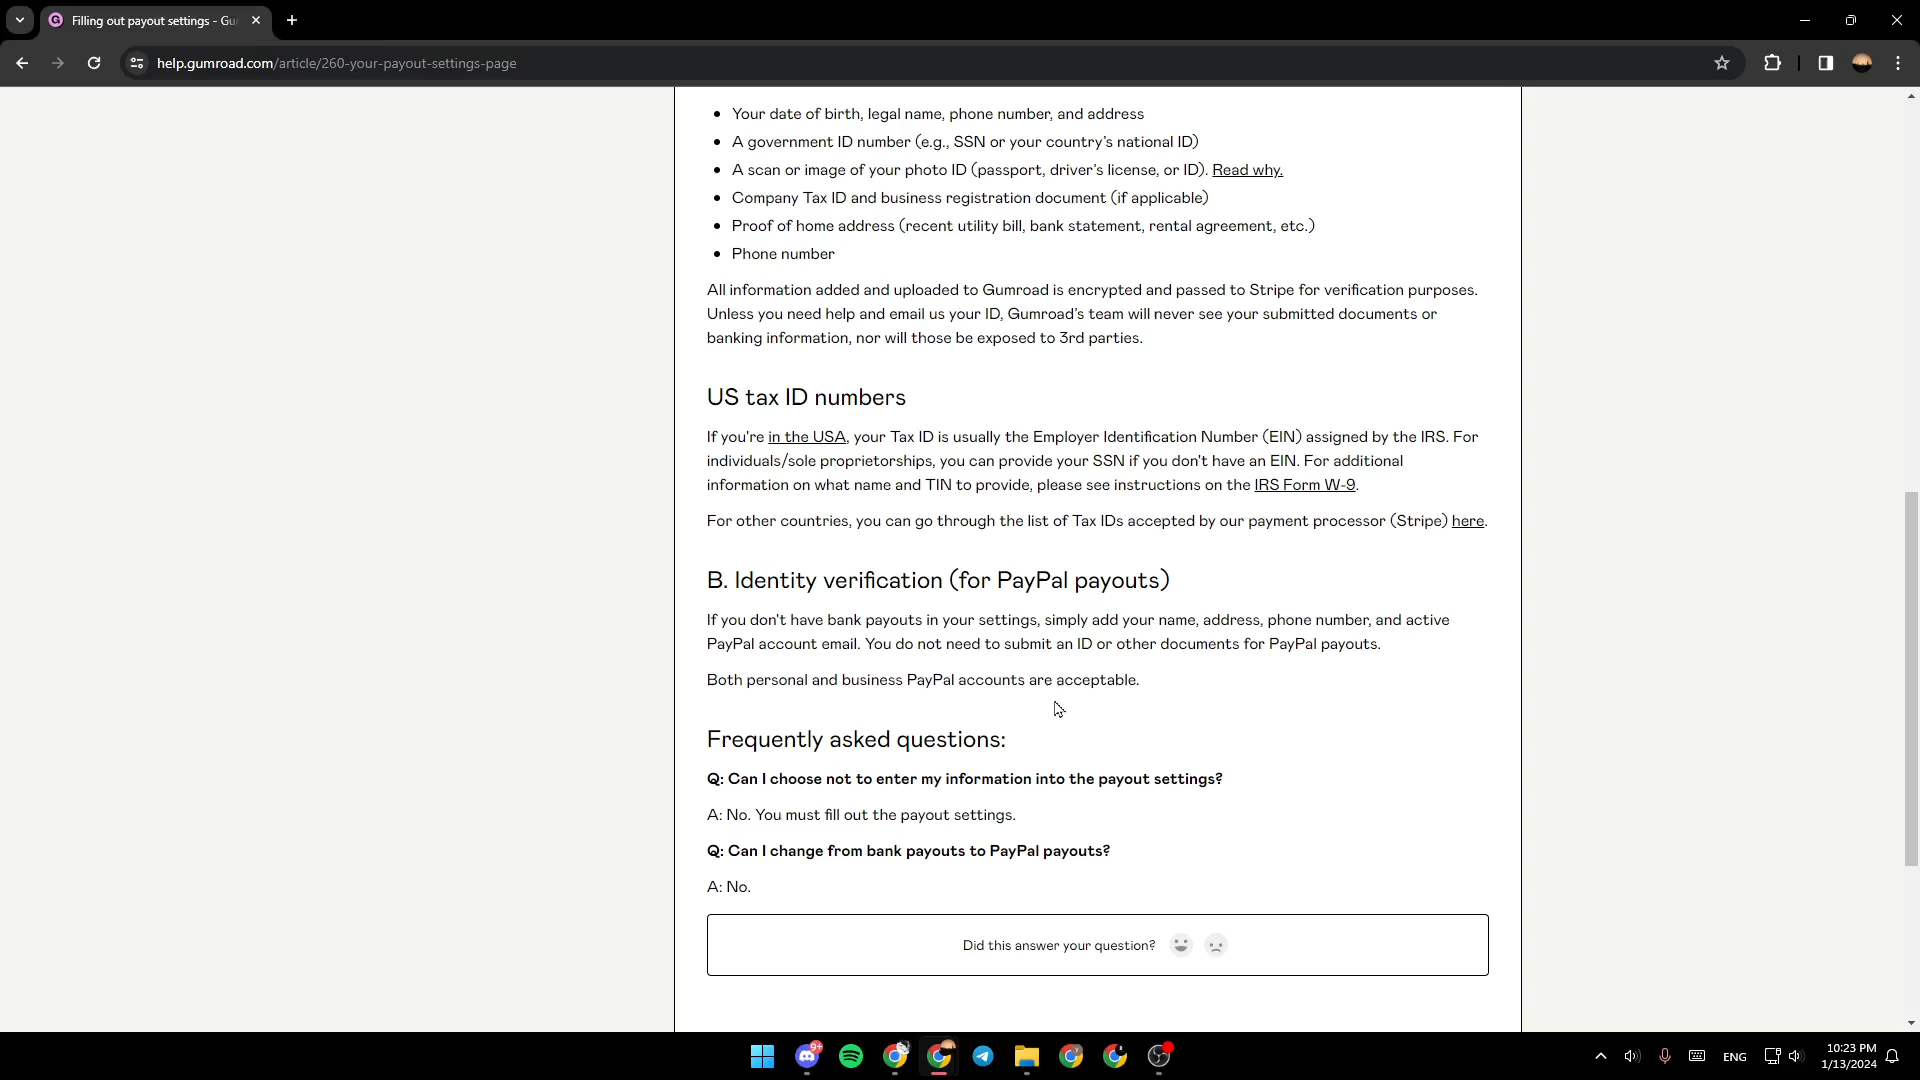 Filling out payout settings - Gu
help.gumroad.com/article/260-your-payout-settings-page
Your date of birth, legal name, phone number, and address
A government ID number (e.g., SSN or your country's national ID)
A scan or image of your photo ID (passport, driver's license, or ID). Read why.
Company Tax ID and business registration document (if applicable)
Proof of home address (recent utility bill, bank statement, rental agreement, etc.)
Phone number
All information added and uploaded to Gumroad is encrypted and passed to Stripe for verification purposes.
Unless you need help and email us your ID, Gumroad's team will never see your submitted documents or
banking information, nor will those be exposed to 3rd parties.
US tax ID numbers
If you're in the USA, your Tax ID is usually the Employer Identification Number (EIN) assigned by the IRS. For
individuals/sole proprietorships, you can provide your SSN if you don't have an EIN. For additional
information on what name and TIN to provide, please see instructions on the IRS Form W-9.
For other countries, you can go through the list of Tax IDs accepted by our payment processor (Stripe) here.
B. Identity verification (for PayPal payouts)
If you don't have bank payouts in your settings, simply add your name, address, phone number, and active
PayPal account email. You do not need to submit an ID or other documents for PayPal payouts.
Both personal and business PayPal accounts are acceptable.
Frequently asked questions:
Q: Can I choose not to enter my information into the payout settings?
A: No. You must fill out the payout settings.
Q: Can I change from bank payouts to PayPal payouts?
A: No.
Did this answer your question?
9+
ENG
10:23 PM
1/13/2024